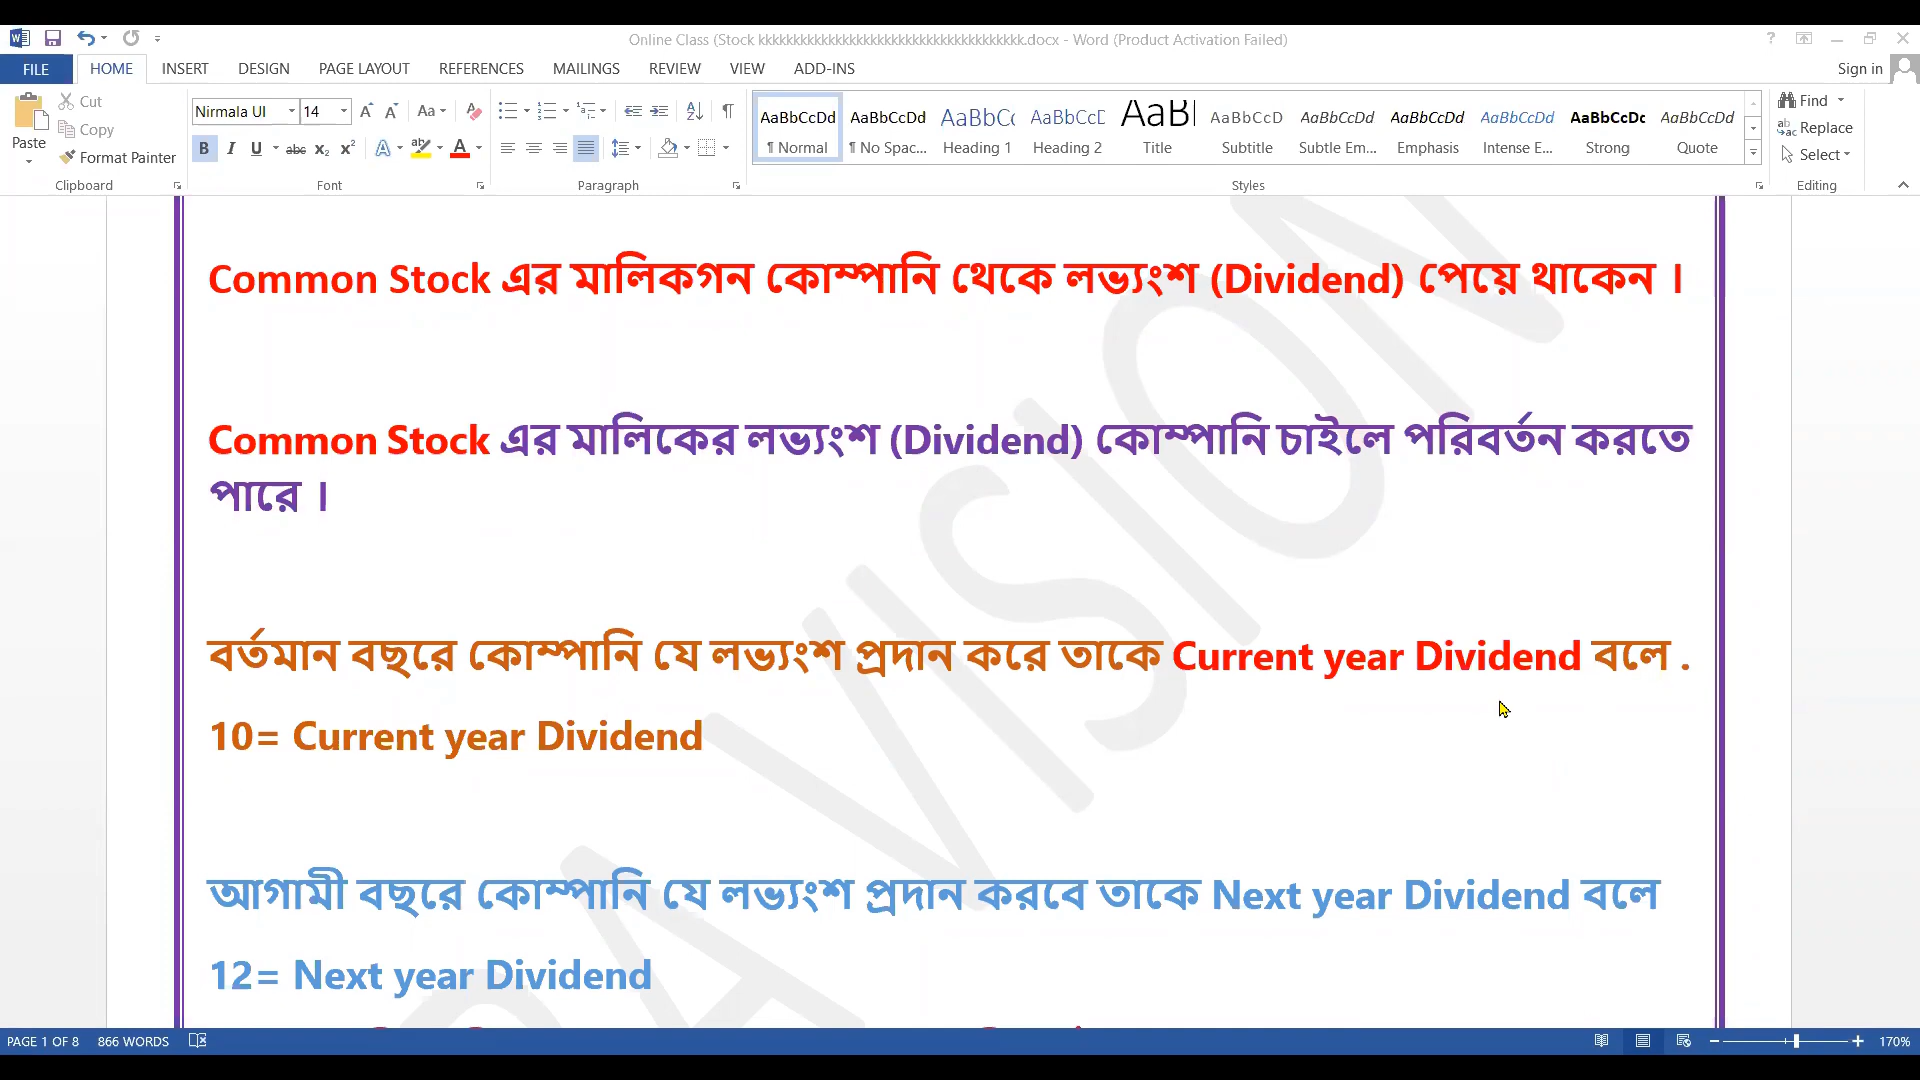 Online Class (Stock kkkkkkkkkkkkkkkkkkkkkkkkkkkkkkkkkkkkkk.docx - Word (Product Activation Failed)
FILE HOME INSERT DESIGN PAGE LAYOUT REFERENCES MAILINGS REVIEW VIEW ADD-INS Sign in
Paste Cut Copy Format Painter
Nirmala UI 14
AaBbCcDd AaBbCcDd AaBbCc AaBbCcD AaBl AaBbCcD AaBbCcDd AaBbCcDd AaBbCcDd AaBbCcDc AaBbCcDd
¶ Normal ¶ No Spac... Heading 1 Heading 2 Title Subtitle Subtle Em... Emphasis Intense E... Strong Quote
Find Replace Select
Clipboard Font Paragraph Styles Editing
Common Stock এর মালিকগন কোম্পানি থেকে লভ্যংশ (Dividend) পেয়ে থাকেন ।
Common Stock এর মালিকের লভ্যংশ (Dividend) কোম্পানি চাইলে পরিবর্তন করতে
পারে ।
বর্তমান বছরে কোম্পানি যে লভ্যংশ প্রদান করে তাকে Current year Dividend বলে .
10= Current year Dividend
আগামী বছরে কোম্পানি যে লভ্যংশ প্রদান করবে তাকে Next year Dividend বলে
12= Next year Dividend
VISION
PAGE 1 OF 8 866 WORDS 170%